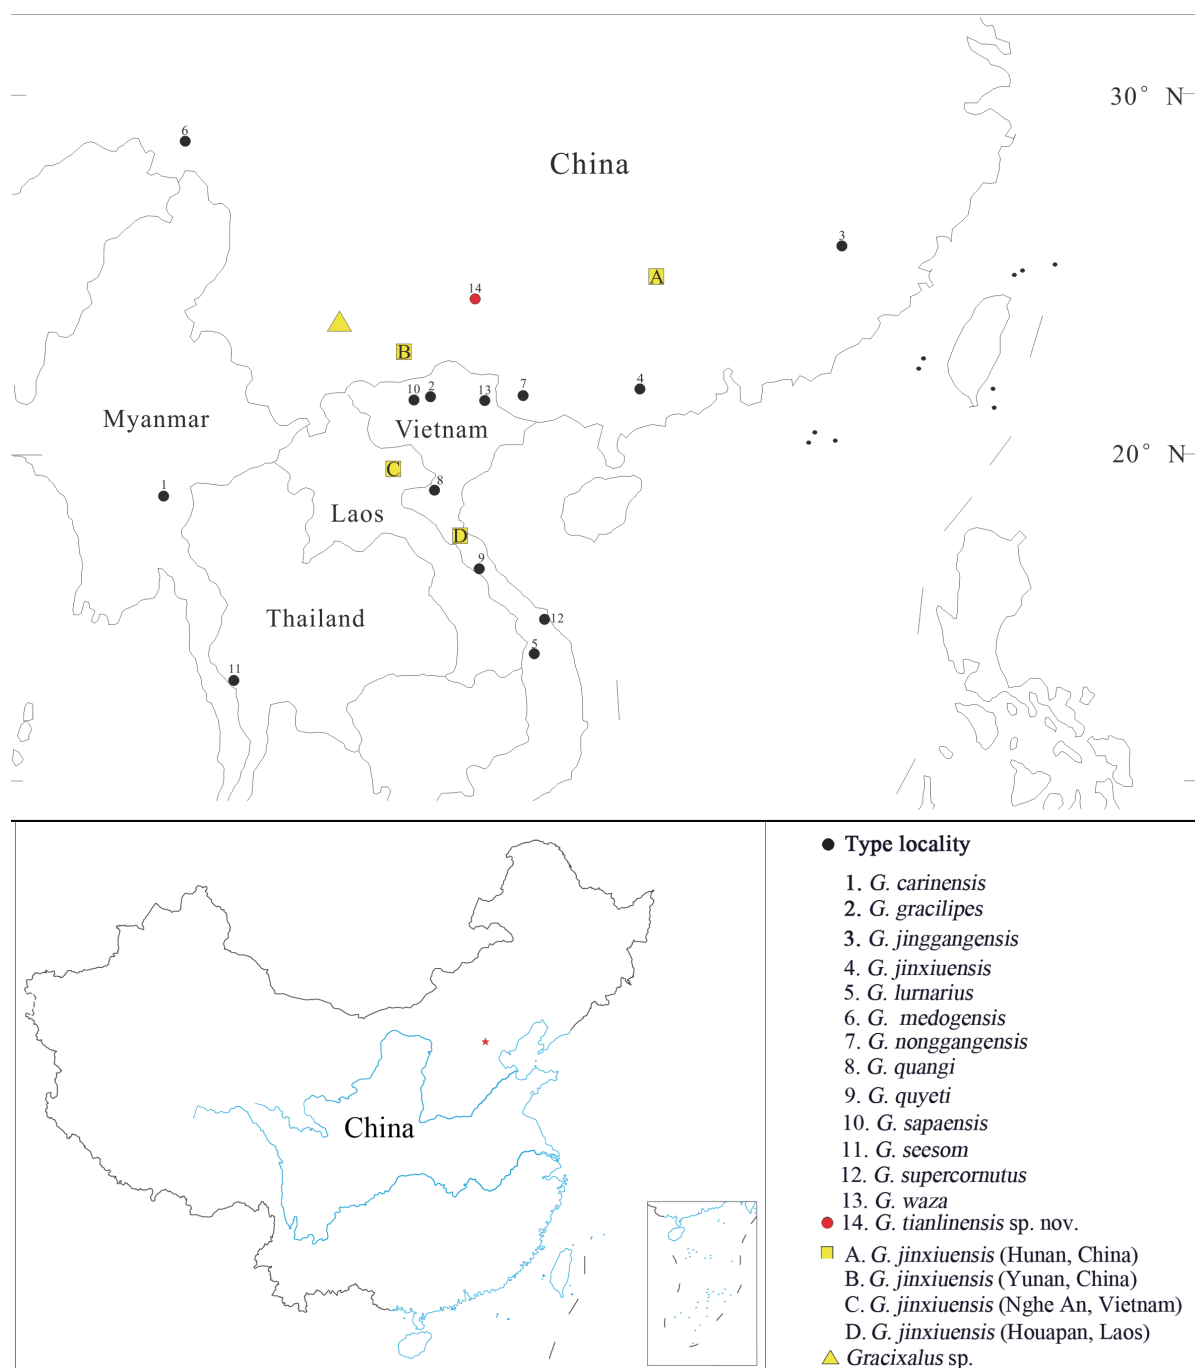 30° N
6
China
3
A
14
B
4
10
2
13
7
Myanmar
Vietnam
20° N
C
1
8
Laos
D
9
Thailand
12
5
11
Type locality
1. G. carinensis
2. G. gracilipes
3. G. jinggangensis
4. G. jinxiuensis
5. G. lurnarius
6. G. medogensis
7. G. nonggangensis
8. G. quangi
9. G. quyeti
10. G. sapaensis
11. G. seesom
12. G. supercornutus
13. G. waza
14. G. tianlinensis sp. nov.
A. G. jinxiuensis (Hunan, China)
B. G. jinxiuensis (Yunan, China)
C. G. jinxiuensis (Nghe An, Vietnam)
D. G. jinxiuensis (Houapan, Laos)
Gracixalus sp.
China